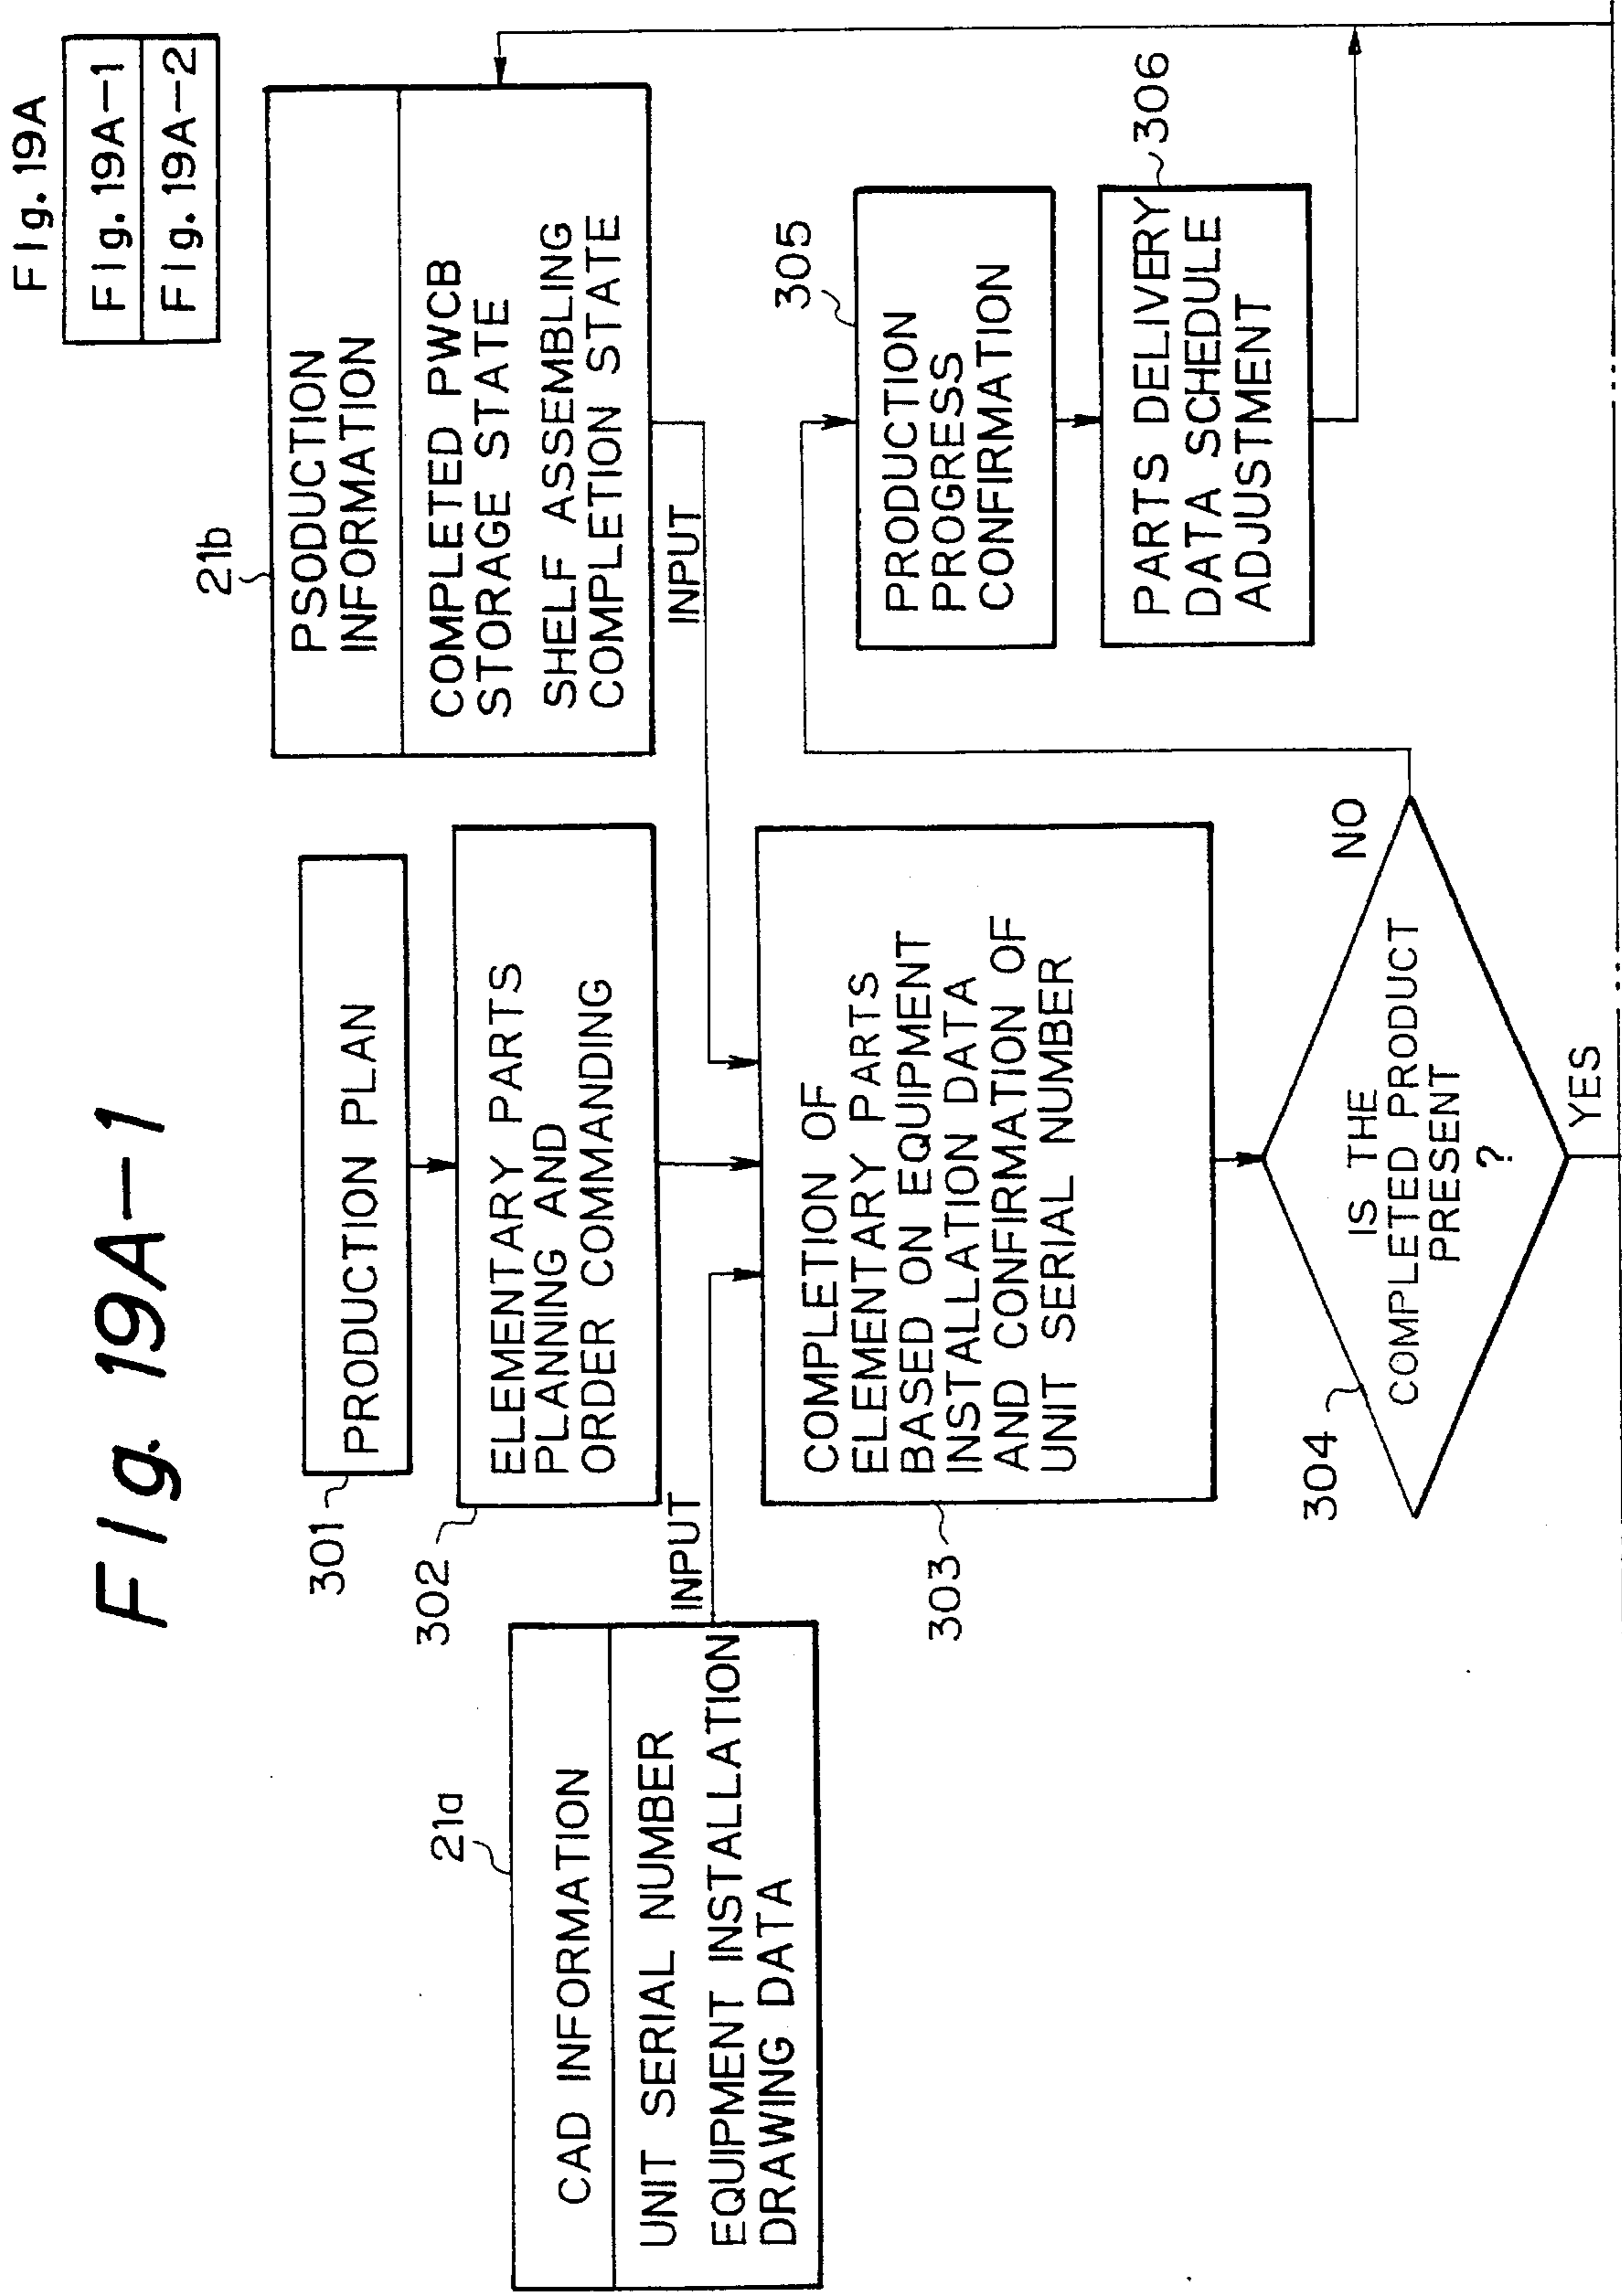 Fig. 19A-1
Fig. 19A
Fig. 19A-1
Fig. 19A-2
301
PRODUCTION PLAN
302
ELEMENTARY PARTS
PLANNING AND
ORDER COMMANDING
21a
CAD INFORMATION
UNIT SERIAL NUMBER
EQUIPMENT INSTALLATION
DRAWING DATA
INPUT
21b
PSODUCTION
INFORMATION
COMPLETED PWCB
STORAGE STATE
SHELF ASSEMBLING
COMPLETION STATE
INPUT
303
COMPLETION OF
ELEMENTARY PARTS
BASED ON EQUIPMENT
INSTALLATION DATA
AND CONFIRMATION OF
UNIT SERIAL NUMBER
304
IS THE
COMPLETED PRODUCT
PRESENT
?
NO
YES
305
PRODUCTION
PROGRESS
CONFIRMATION
306
PARTS DELIVERY
DATA SCHEDULE
ADJUSTMENT